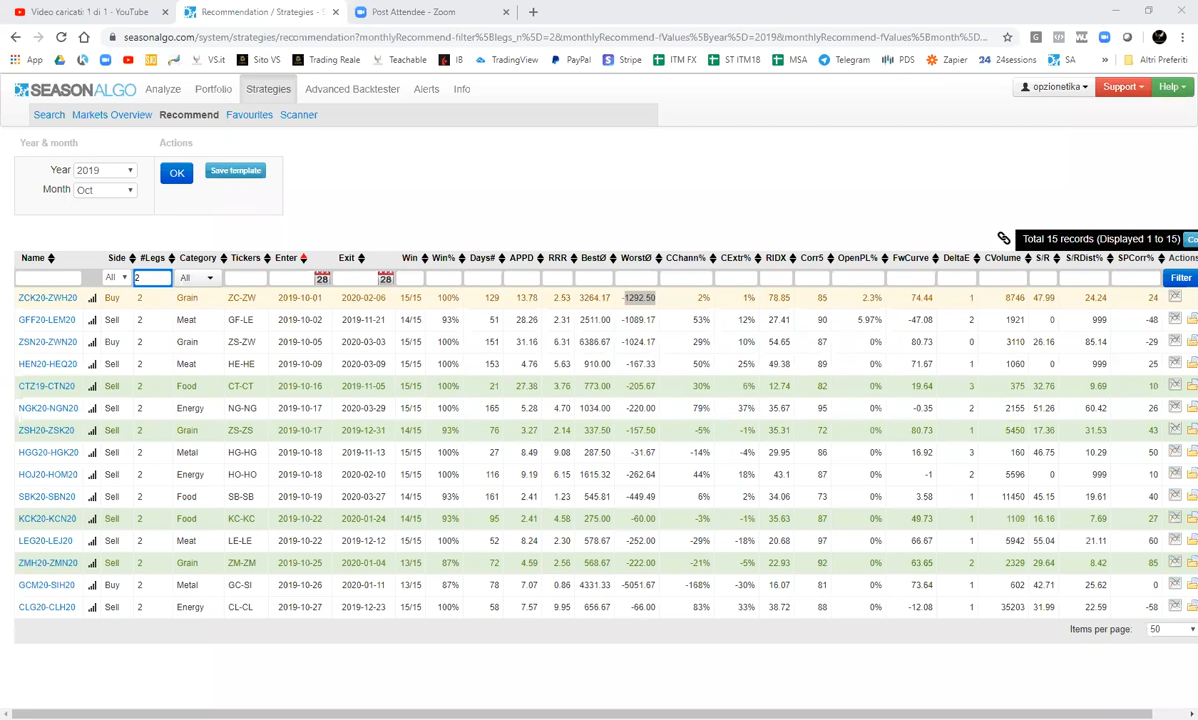 Video caricati: 1 di 1 - YouTube
Recommendation / Strategies - S
Post Attendee - Zoom
seasonalgo.com/system/strategies/recommendation?monthlyRecommend-filter%5Blegs_n%5D=2&monthlyRecommend-fValues%5Byear%5D=2019&monthlyRecommend-fValues%5Bmonth%5D...
App VS.it Sito VS Trading Reale Teachable IB TradingView PayPal Stripe ITM FX ST ITM18 MSA Telegram PDS Zapier 24sessions SA » Altri Preferiti
SEASONALGO Analyze Portfolio Strategies Advanced Backtester Alerts Info opzionetika Support Help
Search Markets Overview Recommend Favourites Scanner
Year & month Actions
Year 2019 OK Save template
Month Oct
Total 15 records (Displayed 1 to 15) Co
Name Side #Legs Category Tickers Enter Exit Win Win% Days# APPD RRR BestØ WorstØ CChann% CExtr% RIDX Corr5 OpenPL% FwCurve DeltaE CVolume S/R S/RDist% SPCorr% Actions
All 2 All 28 28 Filter
ZCK20-ZWH20 Buy 2 Grain ZC-ZW 2019-10-01 2020-02-06 15/15 100% 129 13.78 2.53 3264.17 -1292.50 2% 1% 78.85 85 2.3% 74.44 1 8746 47.99 24.24 24
GFF20-LEM20 Sell 2 Meat GF-LE 2019-10-02 2019-11-21 14/15 93% 51 28.26 2.31 2511.00 -1089.17 53% 12% 27.41 90 5.97% -47.08 2 1921 0 999 -48
ZSN20-ZWN20 Buy 2 Grain ZS-ZW 2019-10-05 2020-03-03 15/15 100% 151 31.16 6.31 6386.67 -1024.17 29% 10% 54.65 87 0% 80.73 0 3110 26.16 85.14 -29
HEN20-HEQ20 Sell 2 Meat HE-HE 2019-10-09 2020-03-09 15/15 100% 153 4.76 3.63 910.00 -167.33 50% 25% 49.38 89 0% 71.67 1 1060 0 999 25
CTZ19-CTN20 Sell 2 Food CT-CT 2019-10-16 2019-11-05 15/15 100% 21 27.38 3.76 773.00 -205.67 30% 6% 12.74 82 0% 19.64 3 375 32.76 9.69 10
NGK20-NGN20 Sell 2 Energy NG-NG 2019-10-17 2020-03-29 15/15 100% 165 5.28 4.70 1034.00 -220.00 79% 37% 35.67 95 0% -0.35 2 2155 51.26 60.42 26
ZSH20-ZSK20 Sell 2 Grain ZS-ZS 2019-10-17 2019-12-31 15/15 100% 76 3.27 2.14 337.50 -157.50 -5% -1% 35.31 72 0% 80.73 1 5450 17.36 31.53 43
HGG20-HGK20 Sell 2 Metal HG-HG 2019-10-18 2019-11-13 15/15 100% 27 8.49 9.08 287.50 -31.67 -14% -4% 29.95 86 0% 16.92 3 160 46.75 10.29 50
HOJ20-HOM20 Sell 2 Energy HO-HO 2019-10-18 2020-02-10 15/15 100% 116 9.19 6.15 1615.32 -262.64 44% 18% 43.1 87 0% -1 2 5596 0 999 10
SBK20-SBN20 Sell 2 Food SB-SB 2019-10-19 2020-03-27 14/15 93% 161 2.41 1.23 545.81 -449.49 6% 2% 34.06 73 0% 3.58 1 11450 45.15 19.61 40
KCK20-KCN20 Sell 2 Food KC-KC 2019-10-22 2020-01-24 14/15 93% 95 2.41 4.58 275.00 -60.00 -3% -1% 35.63 87 0% 49.73 1 1109 16.16 7.69 27
LEG20-LEJ20 Sell 2 Meat LE-LE 2019-10-22 2019-12-12 15/15 100% 52 8.24 2.30 578.67 -252.00 -29% -18% 20.68 97 0% 66.67 1 5942 55.04 21.11 60
ZMH20-ZMN20 Sell 2 Grain ZM-ZM 2019-10-25 2020-01-04 13/15 87% 72 4.59 2.56 568.67 -222.00 -21% -5% 22.93 92 0% 63.65 2 2329 29.64 8.42 85
GCM20-SIH20 Buy 2 Metal GC-SI 2019-10-26 2020-01-11 13/15 87% 78 7.07 0.86 4331.33 -5051.67 -168% -30% 16.07 81 0% 73.64 1 602 42.71 25.62 0
CLG20-CLH20 Sell 2 Energy CL-CL 2019-10-27 2019-12-23 15/15 100% 58 7.57 9.95 656.67 -66.00 83% 33% 38.72 88 0% -12.08 1 35203 31.99 22.59 -58
Items per page: 50